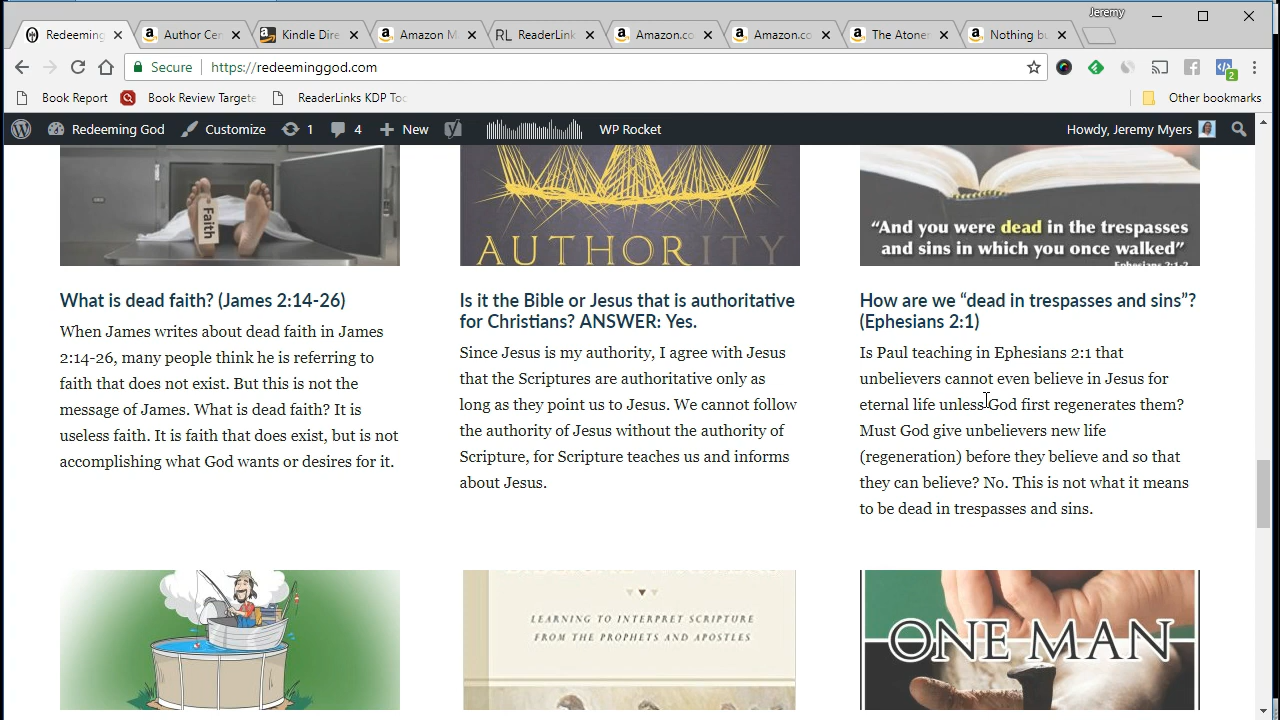 Jeremy
Redeeming
Author Cen
Kindle Dire
Amazon M
RL ReaderLink
Amazon.co
Amazon.co
The Atone
Nothing b
Secure https://redeeminggod.com
2
Book Report Book Review Targete ReaderLinks KDP Too Other bookmarks
Redeeming God Customize 1 4 New WP Rocket Howdy, Jeremy Myers
Faith
AUTHORITY
“And you were dead in the trespasses
and sins in which you once walked”
Ephesians 2:1-2
What is dead faith? (James 2:14-26)
When James writes about dead faith in James
2:14-26, many people think he is referring to
faith that does not exist. But this is not the
message of James. What is dead faith? It is
useless faith. It is faith that does exist, but is not
accomplishing what God wants or desires for it.
Is it the Bible or Jesus that is authoritative
for Christians? ANSWER: Yes.
Since Jesus is my authority, I agree with Jesus
that the Scriptures are authoritative only as
long as they point us to Jesus. We cannot follow
the authority of Jesus without the authority of
Scripture, for Scripture teaches us and informs
about Jesus.
How are we “dead in trespasses and sins”?
(Ephesians 2:1)
Is Paul teaching in Ephesians 2:1 that
unbelievers cannot even believe in Jesus for
eternal life unless God first regenerates them?
Must God give unbelievers new life
(regeneration) before they believe and so that
they can believe? No. This is not what it means
to be dead in trespasses and sins.
LEARNING TO INTERPRET SCRIPTURE
FROM THE PROPHETS AND APOSTLES
ONE MAN